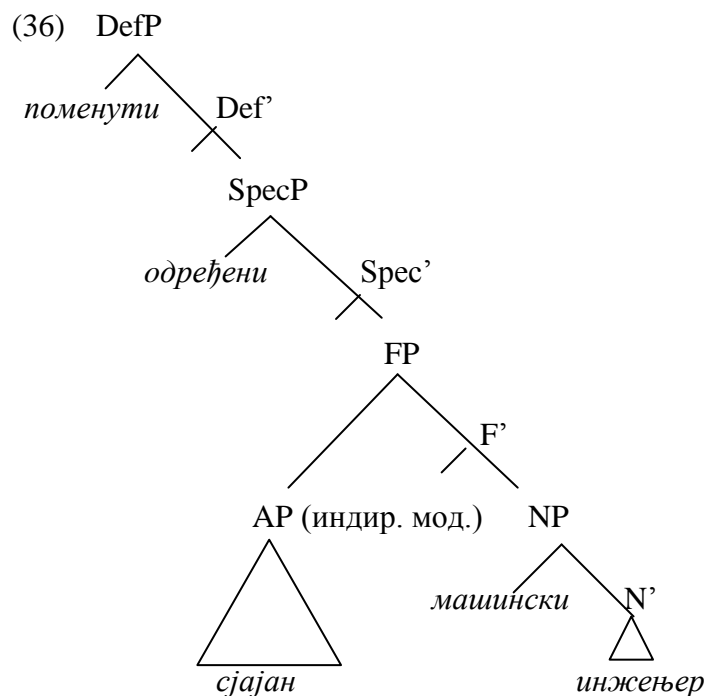 (36) DefP
поменути Def’
SpecP
одређени Spec’
FP
F’
AP (индир. мод.) NP
машински N’
сјајан инжењер